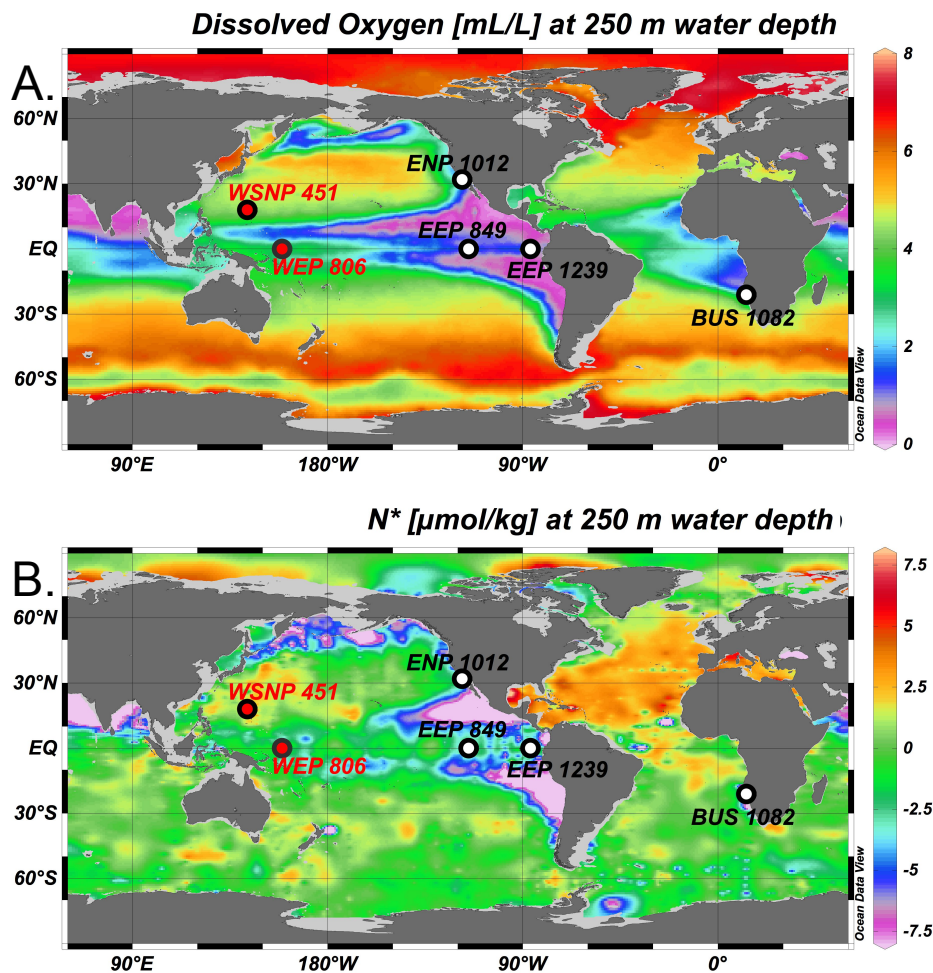 Dissolved Oxygen [mL/L] at 250 m water depth
A.
8
60°N
6
ENP 1012
30°N
WSNP 451
4
EEP 849
EQ
WEP 806
EEP 1239
BUS 1082
30°S
2
60°S
Ocean Data View
0
90°E
180°W
90°W
0°
N* [µmol/kg] at 250 m water depth
B.
7.5
60°N
5
ENP 1012
30°N
WSNP 451
2.5
EEP 849
EQ
0
WEP 806
EEP 1239
-2.5
BUS 1082
30°S
-5
60°S
Ocean Data View
-7.5
90°E
180°W
90°W
0°